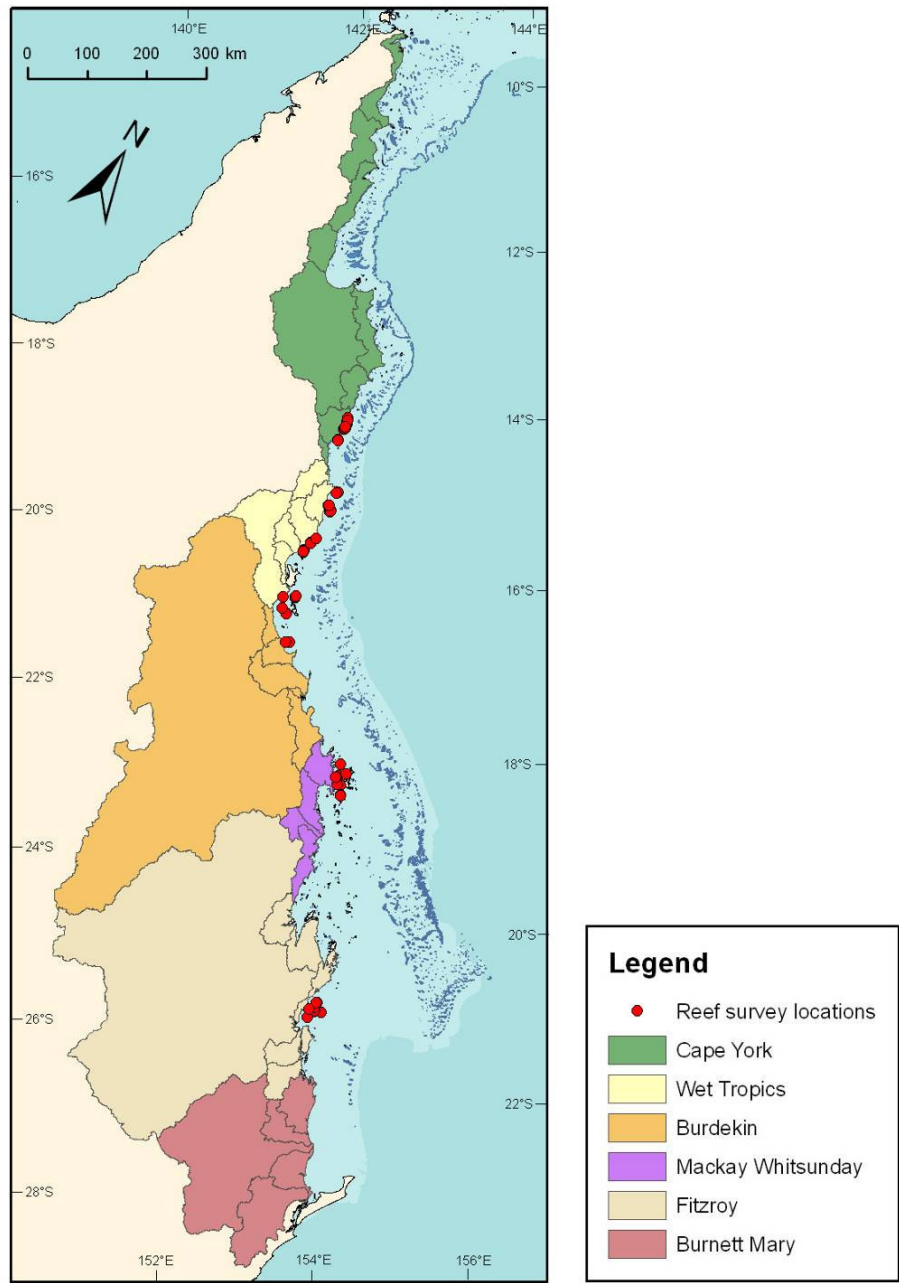 140°E 142°E 144°E
0 100 200 300 km
10°S
N
16°S
12°S
18°S
14°S
20°S
16°S
22°S
18°S
24°S
20°S
Legend
Reef survey locations
26°S
Cape York
Wet Tropics
22°S
Burdekin
Mackay Whitsunday
28°S
Fitzroy
Burnett Mary
152°E 154°E 156°E